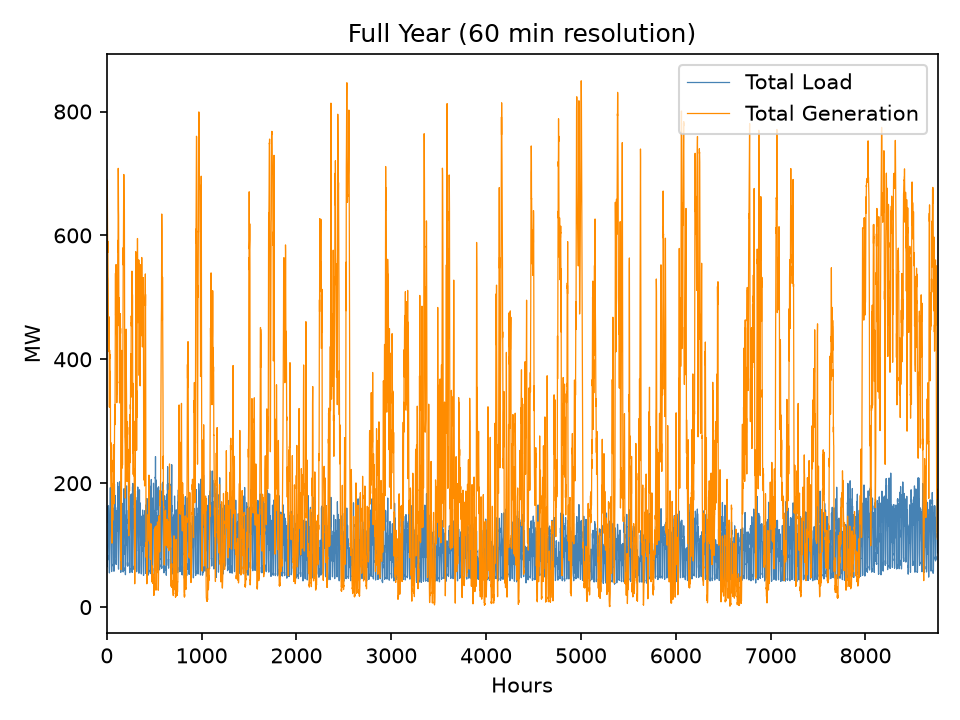 Full Year (60 min resolution)
Total Load
Total Generation
MW
800
600
400
200
0
0 1000 2000 3000 4000 5000 6000 7000 8000
Hours